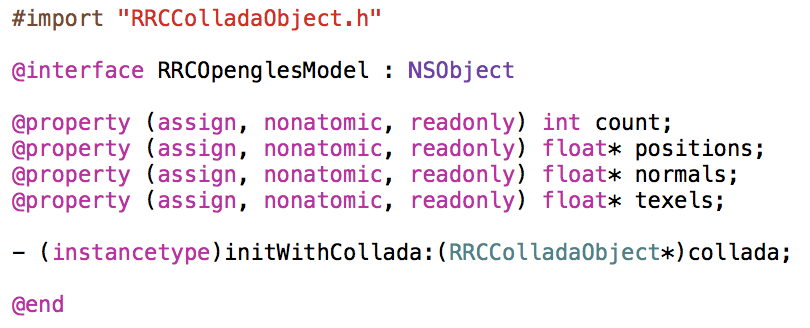 #import "RRCColladaObject.h"
@interface RRCOpenglesModel : NSObject
@property (assign, nonatomic, readonly) int count;
@property (assign, nonatomic, readonly) float* positions;
@property (assign, nonatomic, readonly) float* normals;
@property (assign, nonatomic, readonly) float* texels;
- (instancetype)initWithCollada:(RRCColladaObject*)collada;
@end